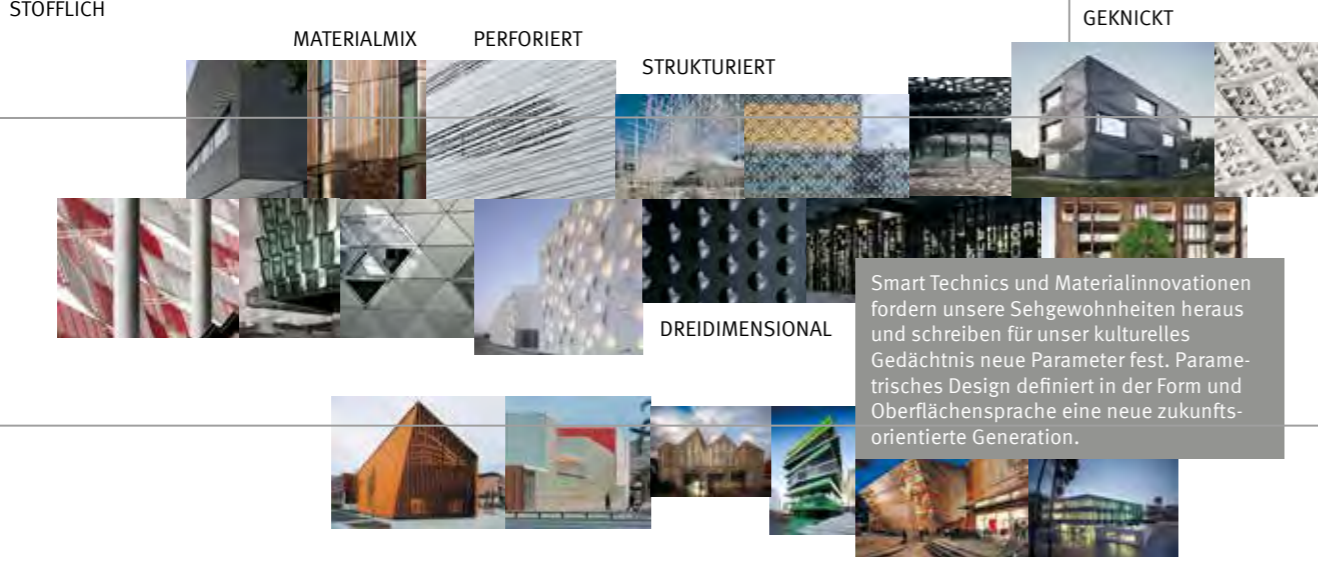 STOFFLICH
GEKNICKT
MATERIALMIX
PERFORIERT
STRUKTURIERT
Smart Technics und Materialinnovationen
fordern unsere Sehgewohnheiten heraus
und schreiben für unser kulturelles
Gedächtnis neue Parameter fest. Parame-
trisches Design definiert in der Form und
Oberflächensprache eine neue zukunfts-
orientierte Generation.
DREIDIMENSIONAL